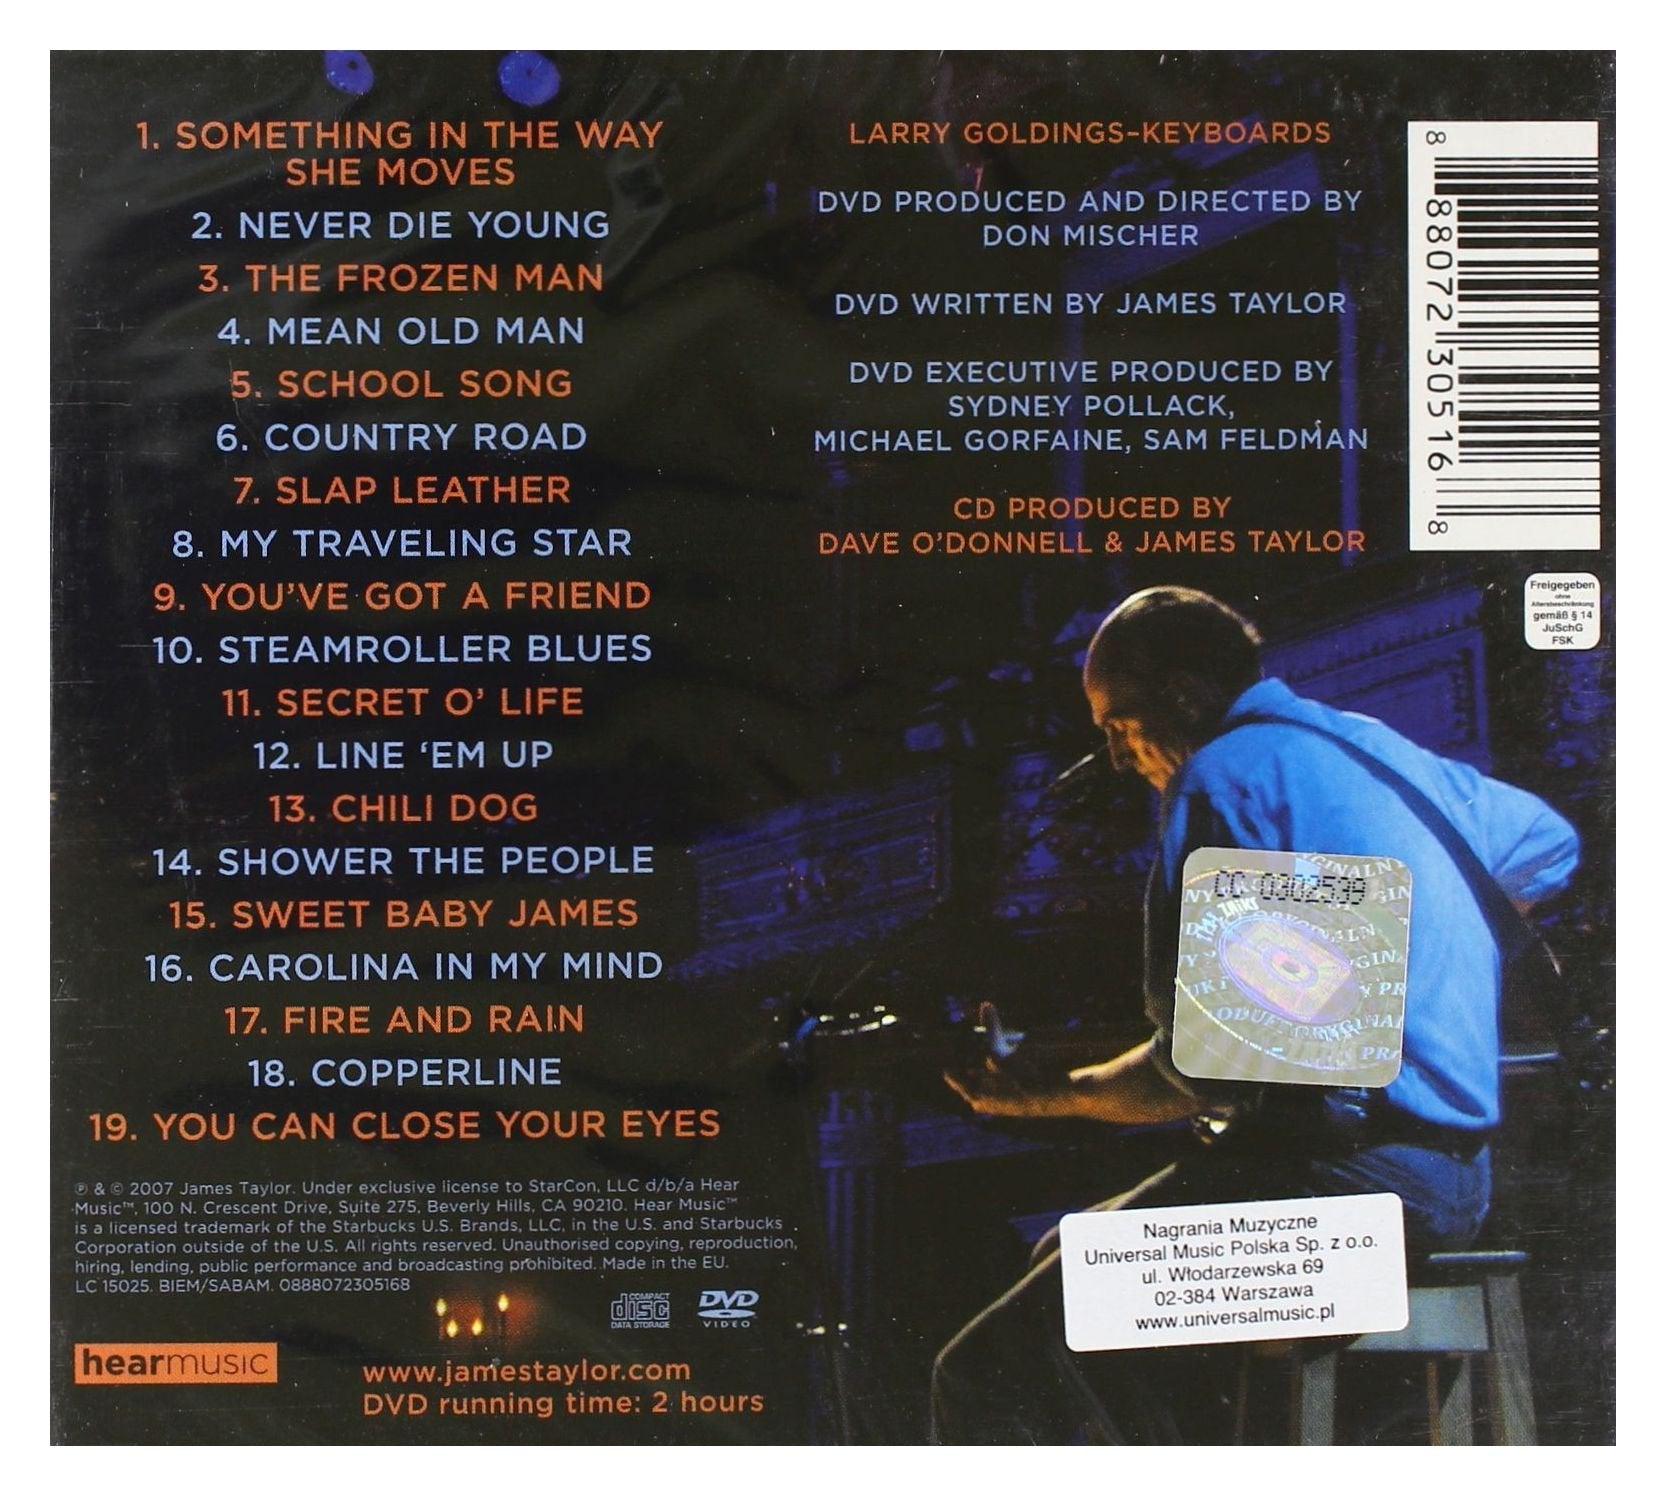 1. SOMETHING IN THE WAY
SHE MOVES
2. NEVER DIE YOUNG
3. THE FROZEN MAN
4. MEAN OLD MAN
5. SCHOOL SONG
6. COUNTRY ROAD
7. SLAP LEATHER
8. MY TRAVELING STAR
9. YOU'VE GOT A FRIEND
10. STEAMROLLER BLUES
11. SECRET O' LIFE
12. LINE 'EM UP
13. CHILI DOG
14. SHOWER THE PEOPLE
15. SWEET BABY JAMES
16. CAROLINA IN MY MIND
17. FIRE AND RAIN
18. COPPERLINE
19. YOU CAN CLOSE YOUR EYES
℗ & © 2007 James Taylor. Under exclusive license to StarCon, LLC d/b/a Hear
Music™, 100 N. Crescent Drive, Suite 275, Beverly Hills, CA 90210. Hear Music™
is a licensed trademark of the Starbucks U.S. Brands, LLC, in the U.S. and Starbucks
Corporation outside of the U.S. All rights reserved. Unauthorised copying, reproduction,
hiring, lending, public performance and broadcasting prohibited. Made in the EU.
LC 15025. BIEM/SABAM. 0888072305168
COMPACT
disc
DATA STORAGE
DVD
VIDEO
hearmusic
www.jamestaylor.com
DVD running time: 2 hours
LARRY GOLDINGS-KEYBOARDS
DVD PRODUCED AND DIRECTED BY
DON MISCHER
DVD WRITTEN BY JAMES TAYLOR
DVD EXECUTIVE PRODUCED BY
SYDNEY POLLACK,
MICHAEL GORFAINE, SAM FELDMAN
CD PRODUCED BY
DAVE O'DONNELL & JAMES TAYLOR
8 88072 30516 8
Freigegeben
ohne
Altersbeschränkung
gemäß § 14
JuSchG
FSK
CC 0302539
ZAiKS
Nagrania Muzyczne
Universal Music Polska Sp. z o.o.
ul. Włodarzewska 69
02-384 Warszawa
www.universalmusic.pl